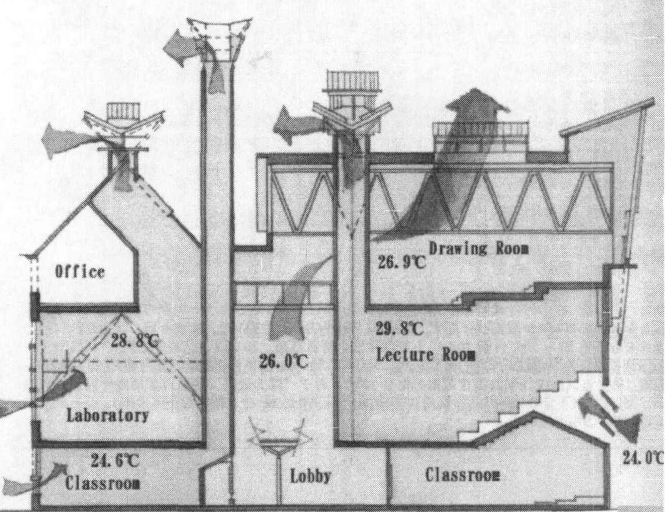 Drawing Room
26.9℃
Office
29.8℃
28.8℃
26.0℃
Lecture Room
Laboratory
24.6℃
24.0℃
Classroom
Lobby
Classroom